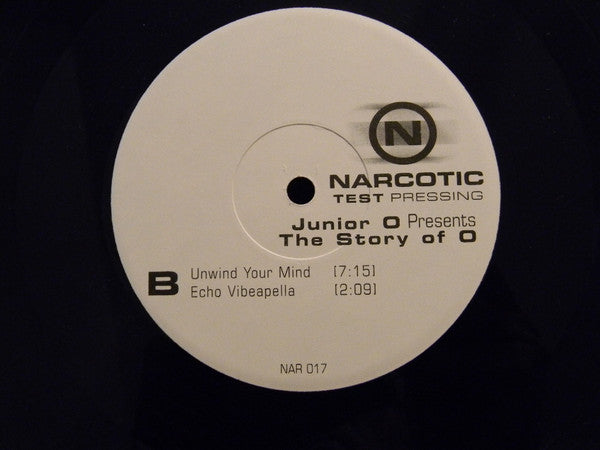 N
NARCOTIC
TEST PRESSING
Junior O Presents
The Story of O
B
Unwind Your Mind [7:15]
Echo Vibeapella [2:09]
NAR 017